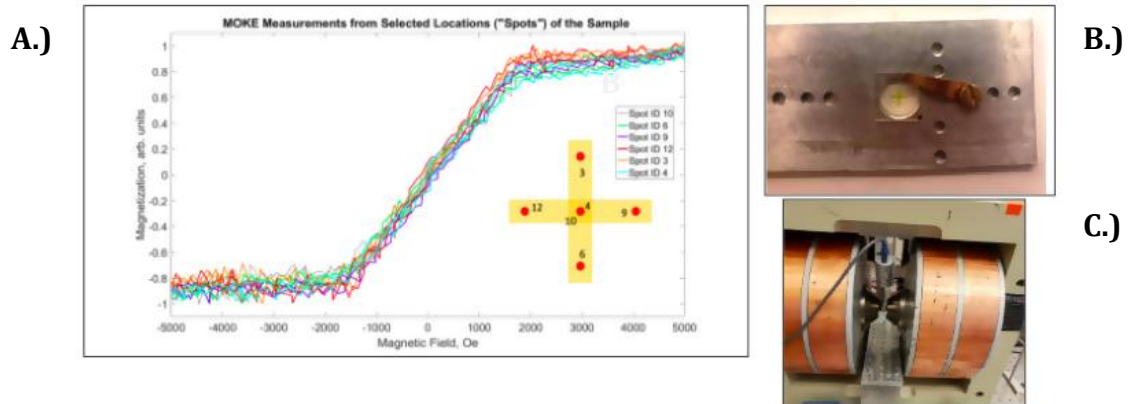 A.)
MOKE Measurements from Selected Locations ("Spots") of the Sample
B.)
1
0.8
0.6
0.4
0.2
0
-0.2
-0.4
-0.6
-0.8
-1
Magnetization, arb. units
B
Spot ID 10
Spot ID 6
Spot ID 9
Spot ID 12
Spot ID 3
Spot ID 4
3
12
4
9
10
6
-5000 -4000 -3000 -2000 -1000 0 1000 2000 3000 4000 5000
Magnetic Field, Oe
C.)